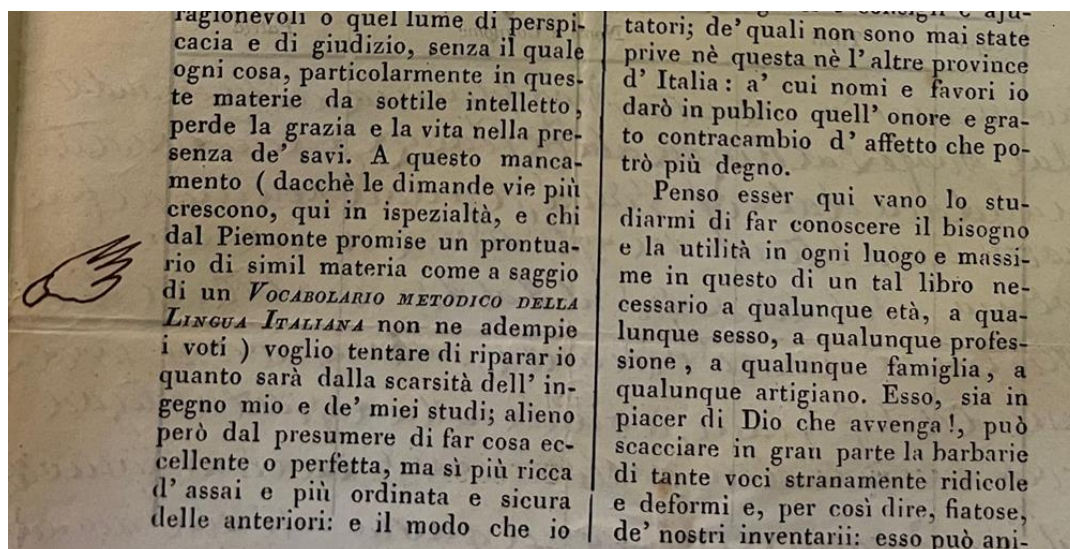 ragionevoli o quel lume di perspi-
cacia e di giudizio, senza il quale
ogni cosa, particolarmente in ques-
te materie da sottile intelletto,
perde la grazia e la vita nella pre-
senza de' savi. A questo manca-
mento ( dacchè le dimande vie più
crescono, qui in ispezialtà, e chi
dal Piemonte promise un prontua-
rio di simil materia come a saggio
di un VOCABOLARIO METODICO DELLA
LINGUA ITALIANA non ne adempie
i voti ) voglio tentare di riparar io
quanto sarà dalla scarsità dell' in-
gegno mio e de' miei studi; alieno
però dal presumere di far cosa ec-
cellente o perfetta, ma sì più ricca
d' assai e più ordinata e sicura
delle anteriori: e il modo che io
tatori; de' quali non sono mai state
prive nè questa nè l' altre province
d' Italia: a' cui nomi e favori io
darò in publico quell' onore e gra-
to contracambio d' affetto che po-
trò più degno.
Penso esser qui vano lo stu-
diarmi di far conoscere il bisogno
e la utilità in ogni luogo e massi-
me in questo di un tal libro ne-
cessario a qualunque età, a qua-
lunque sesso, a qualunque profes-
sione, a qualunque famiglia, a
qualunque artigiano. Esso, sia in
piacer di Dio che avvenga!, può
scacciare in gran parte la barbarie
di tante voci stranamente ridicole
e deformi e, per così dire, fiatose,
de' nostri inventarii: esso può ani-